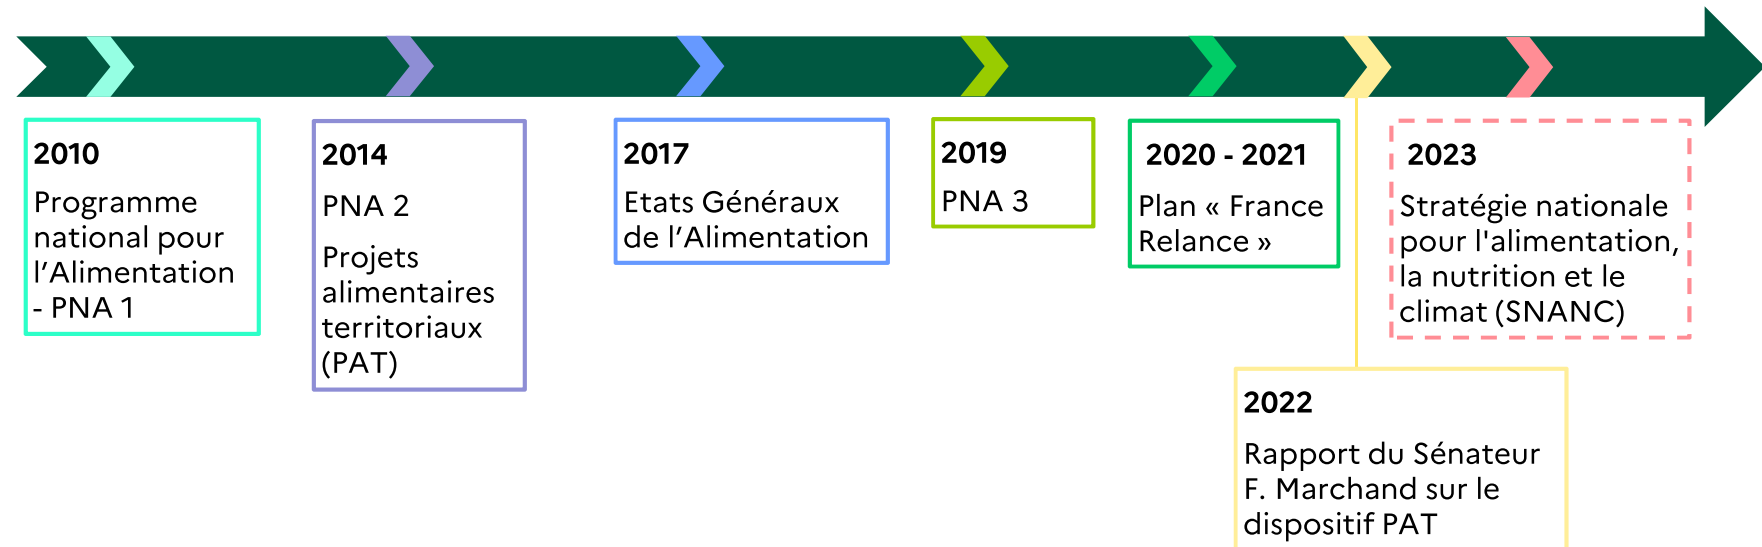 2010
Programme
national pour
l’Alimentation
- PNA 1
2014
PNA 2
Projets
alimentaires
territoriaux
(PAT)
2017
Etats Généraux
de l’Alimentation
2019
PNA 3
2020 - 2021
Plan « France
Relance »
2022
Rapport du Sénateur
F. Marchand sur le
dispositif PAT
2023
Stratégie nationale
pour l'alimentation,
la nutrition et le
climat (SNANC)